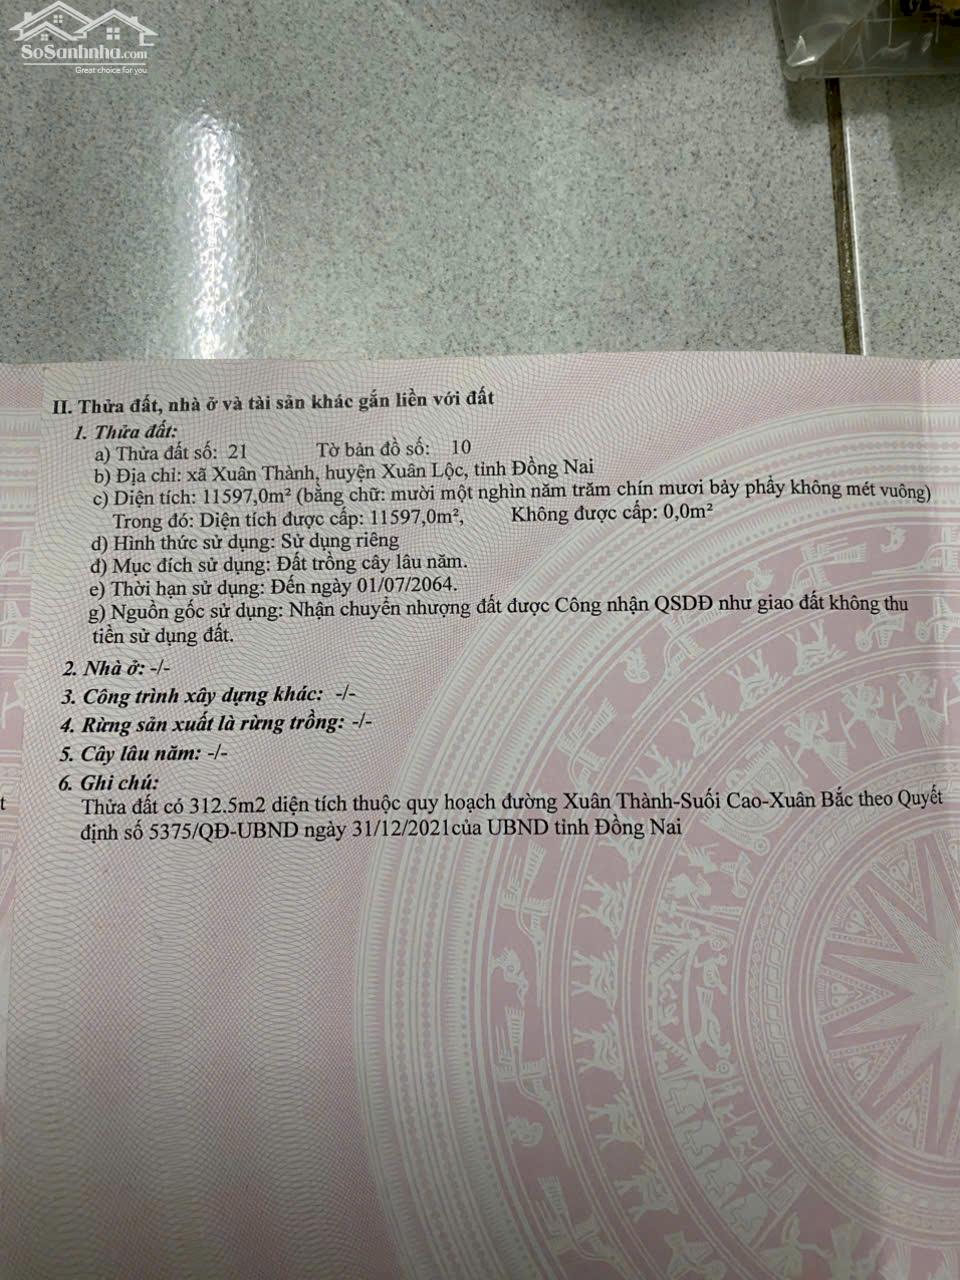 SoSanhnha.com
Great choice for you
II. Thửa đất, nhà ở và tài sản khác gắn liền với đất
1. Thửa đất:
a) Thửa đất số: 21 Tờ bản đồ số: 10
b) Địa chỉ: xã Xuân Thành, huyện Xuân Lộc, tỉnh Đồng Nai
c) Diện tích: 11597,0m² (bằng chữ: mười một nghìn năm trăm chín mươi bảy phẩy không mét vuông)
Trong đó: Diện tích được cấp: 11597,0m², Không được cấp: 0,0m²
d) Hình thức sử dụng: Sử dụng riêng
đ) Mục đích sử dụng: Đất trồng cây lâu năm.
e) Thời hạn sử dụng: Đến ngày 01/07/2064.
g) Nguồn gốc sử dụng: Nhận chuyển nhượng đất được Công nhận QSDĐ như giao đất không thu
tiền sử dụng đất.
2. Nhà ở: -/-
3. Công trình xây dựng khác: -/-
4. Rừng sản xuất là rừng trồng: -/-
5. Cây lâu năm: -/-
6. Ghi chú:
t
Thửa đất có 312.5m2 diện tích thuộc quy hoạch đường Xuân Thành-Suối Cao-Xuân Bắc theo Quyết
định số 5375/QĐ-UBND ngày 31/12/2021của UBND tỉnh Đồng Nai